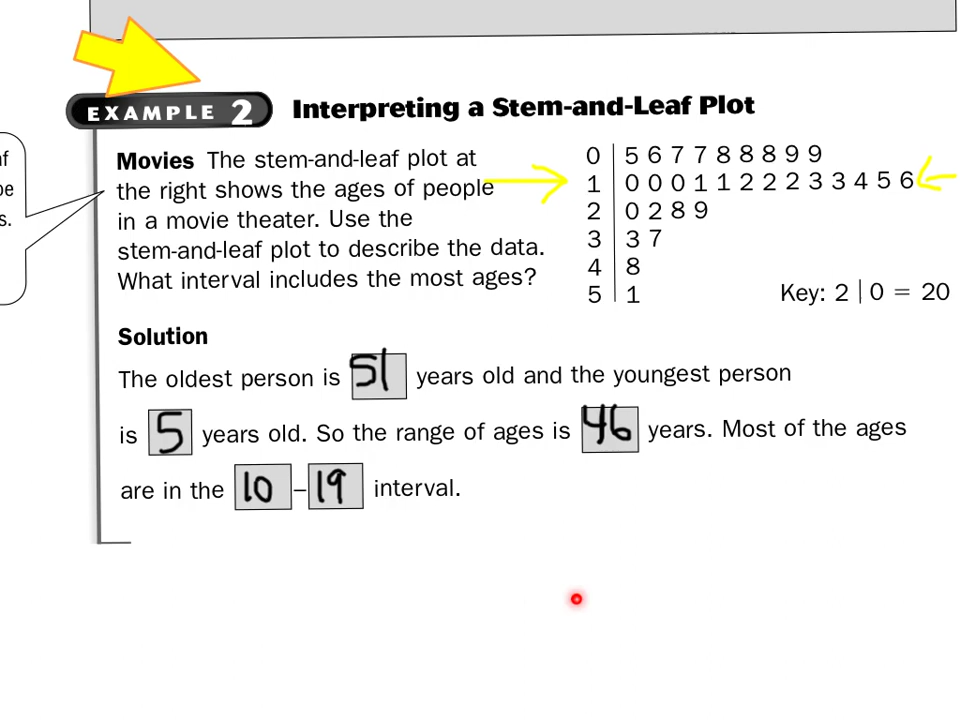 EXAMPLE 2 Interpreting a Stem-and-Leaf Plot
Movies The stem-and-leaf plot at
the right shows the ages of people
in a movie theater. Use the
stem-and-leaf plot to describe the data.
What interval includes the most ages?
0 | 5 6 7 7 8 8 8 9 9
1 | 0 0 0 1 1 2 2 2 3 3 4 5 6
2 | 0 2 8 9
3 | 3 7
4 | 8
5 | 1
Key: 2 | 0 = 20
Solution
The oldest person is 51 years old and the youngest person
is 5 years old. So the range of ages is 46 years. Most of the ages
are in the 10 – 19 interval.